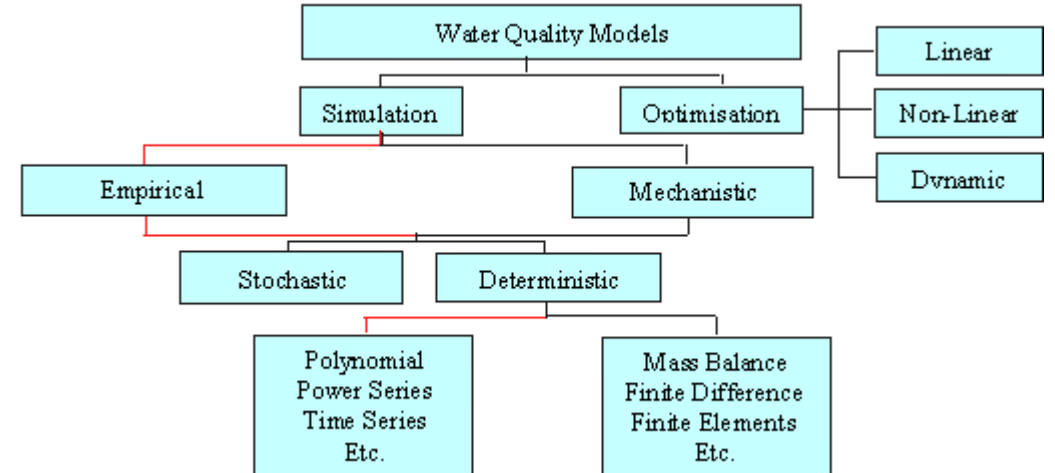 Water Quality Models
Linear
Simulation
Optimisation
Non-Linear
Empirical
Mechanistic
Dynamic
Stochastic
Deterministic
Polynomial
Power Series
Time Series
Etc.
Mass Balance
Finite Difference
Finite Elements
Etc.